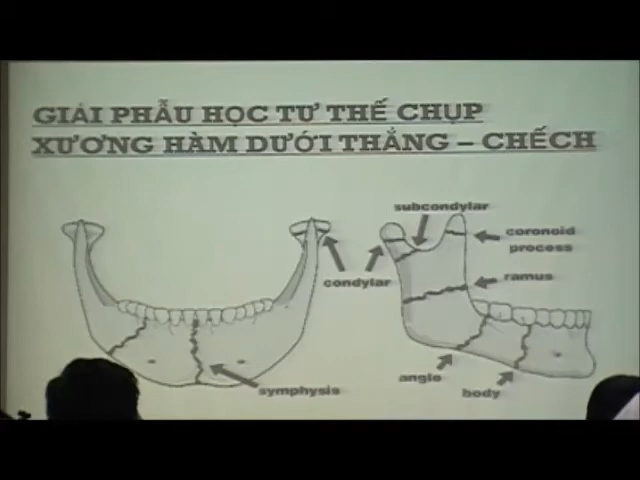 GIẢI PHẪU HỌC TƯ THẾ CHỤP
XƯƠNG HÀM DƯỚI THẲNG – CHẾCH
subcondylar
coronoid
process
ramus
condylar
angle
body
symphysis